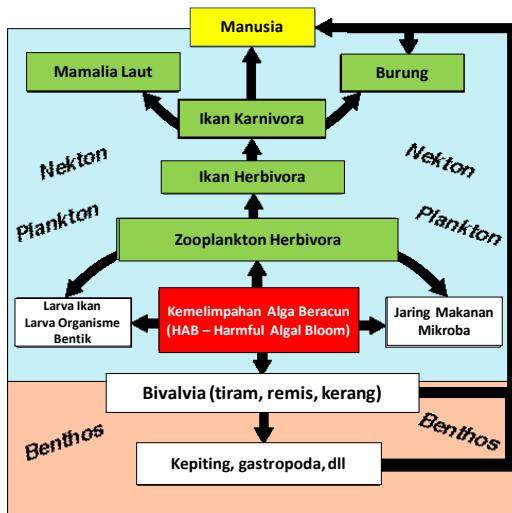 Manusia
Mamalia Laut
Burung
Ikan Karnivora
Nekton
Nekton
Ikan Herbivora
Plankton
Plankton
Zooplankton Herbivora
Larva Ikan
Larva Organisme
Bentik
Kemelimpahan Alga Beracun
(HAB – Harmful Algal Bloom)
Jaring Makanan
Mikroba
Bivalvia (tiram, remis, kerang)
Benthos
Benthos
Kepiting, gastropoda, dll